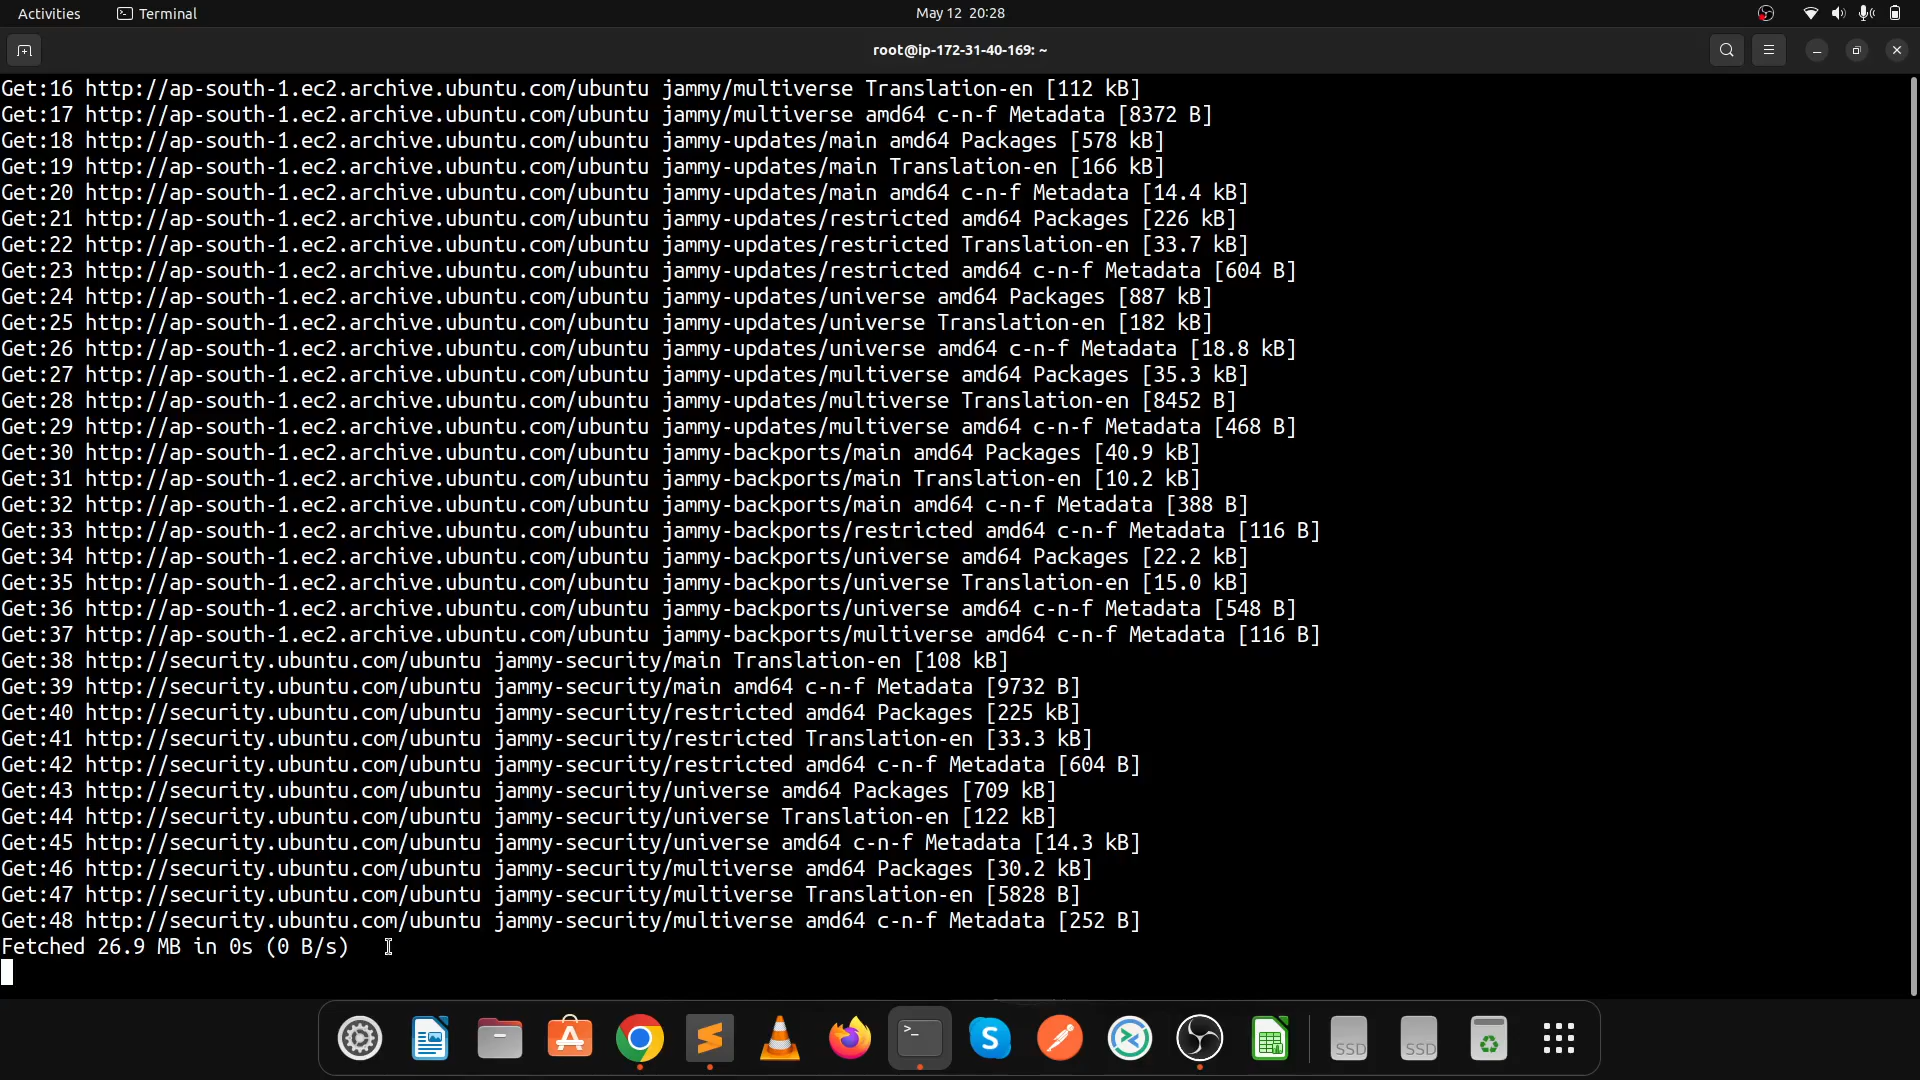 Activities
Terminal
May 12 20:28
root@ip-172-31-40-169: ~
Get:16 http://ap-south-1.ec2.archive.ubuntu.com/ubuntu jammy/multiverse Translation-en [112 kB]
Get:17 http://ap-south-1.ec2.archive.ubuntu.com/ubuntu jammy/multiverse amd64 c-n-f Metadata [8372 B]
Get:18 http://ap-south-1.ec2.archive.ubuntu.com/ubuntu jammy-updates/main amd64 Packages [578 kB]
Get:19 http://ap-south-1.ec2.archive.ubuntu.com/ubuntu jammy-updates/main Translation-en [166 kB]
Get:20 http://ap-south-1.ec2.archive.ubuntu.com/ubuntu jammy-updates/main amd64 c-n-f Metadata [14.4 kB]
Get:21 http://ap-south-1.ec2.archive.ubuntu.com/ubuntu jammy-updates/restricted amd64 Packages [226 kB]
Get:22 http://ap-south-1.ec2.archive.ubuntu.com/ubuntu jammy-updates/restricted Translation-en [33.7 kB]
Get:23 http://ap-south-1.ec2.archive.ubuntu.com/ubuntu jammy-updates/restricted amd64 c-n-f Metadata [604 B]
Get:24 http://ap-south-1.ec2.archive.ubuntu.com/ubuntu jammy-updates/universe amd64 Packages [887 kB]
Get:25 http://ap-south-1.ec2.archive.ubuntu.com/ubuntu jammy-updates/universe Translation-en [182 kB]
Get:26 http://ap-south-1.ec2.archive.ubuntu.com/ubuntu jammy-updates/universe amd64 c-n-f Metadata [18.8 kB]
Get:27 http://ap-south-1.ec2.archive.ubuntu.com/ubuntu jammy-updates/multiverse amd64 Packages [35.3 kB]
Get:28 http://ap-south-1.ec2.archive.ubuntu.com/ubuntu jammy-updates/multiverse Translation-en [8452 B]
Get:29 http://ap-south-1.ec2.archive.ubuntu.com/ubuntu jammy-updates/multiverse amd64 c-n-f Metadata [468 B]
Get:30 http://ap-south-1.ec2.archive.ubuntu.com/ubuntu jammy-backports/main amd64 Packages [40.9 kB]
Get:31 http://ap-south-1.ec2.archive.ubuntu.com/ubuntu jammy-backports/main Translation-en [10.2 kB]
Get:32 http://ap-south-1.ec2.archive.ubuntu.com/ubuntu jammy-backports/main amd64 c-n-f Metadata [388 B]
Get:33 http://ap-south-1.ec2.archive.ubuntu.com/ubuntu jammy-backports/restricted amd64 c-n-f Metadata [116 B]
Get:34 http://ap-south-1.ec2.archive.ubuntu.com/ubuntu jammy-backports/universe amd64 Packages [22.2 kB]
Get:35 http://ap-south-1.ec2.archive.ubuntu.com/ubuntu jammy-backports/universe Translation-en [15.0 kB]
Get:36 http://ap-south-1.ec2.archive.ubuntu.com/ubuntu jammy-backports/universe amd64 c-n-f Metadata [548 B]
Get:37 http://ap-south-1.ec2.archive.ubuntu.com/ubuntu jammy-backports/multiverse amd64 c-n-f Metadata [116 B]
Get:38 http://security.ubuntu.com/ubuntu jammy-security/main Translation-en [108 kB]
Get:39 http://security.ubuntu.com/ubuntu jammy-security/main amd64 c-n-f Metadata [9732 B]
Get:40 http://security.ubuntu.com/ubuntu jammy-security/restricted amd64 Packages [225 kB]
Get:41 http://security.ubuntu.com/ubuntu jammy-security/restricted Translation-en [33.3 kB]
Get:42 http://security.ubuntu.com/ubuntu jammy-security/restricted amd64 c-n-f Metadata [604 B]
Get:43 http://security.ubuntu.com/ubuntu jammy-security/universe amd64 Packages [709 kB]
Get:44 http://security.ubuntu.com/ubuntu jammy-security/universe Translation-en [122 kB]
Get:45 http://security.ubuntu.com/ubuntu jammy-security/universe amd64 c-n-f Metadata [14.3 kB]
Get:46 http://security.ubuntu.com/ubuntu jammy-security/multiverse amd64 Packages [30.2 kB]
Get:47 http://security.ubuntu.com/ubuntu jammy-security/multiverse Translation-en [5828 B]
Get:48 http://security.ubuntu.com/ubuntu jammy-security/multiverse amd64 c-n-f Metadata [252 B]
Fetched 26.9 MB in 0s (0 B/s)
SSD
SSD